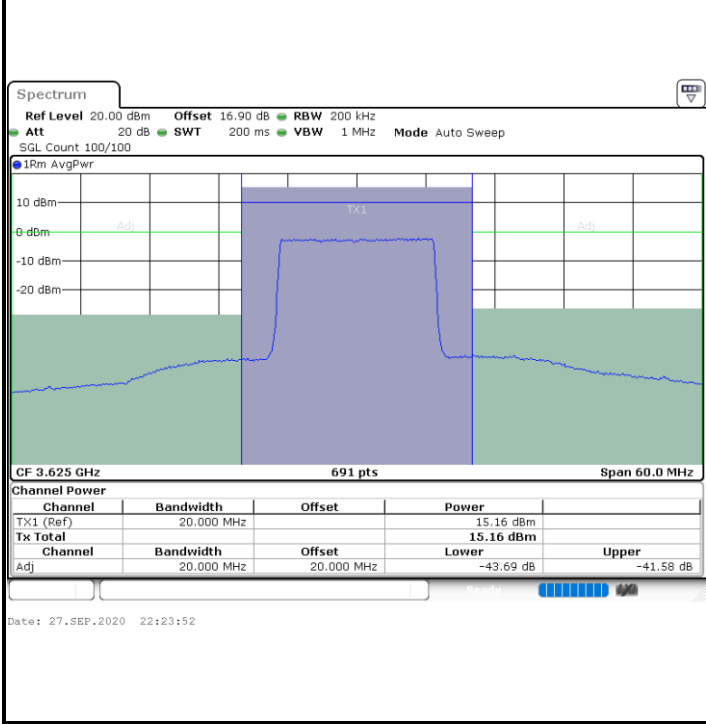 Spectrum
Ref Level 20.00 dBm Offset 16.90 dB RBW 200 kHz
Att 20 dB SWT 200 ms VBW 1 MHz Mode Auto Sweep
SGL Count 100/100
1Rm AvgPwr
10 dBm
TX1
Adj
Adj
0 dBm
-10 dBm
-20 dBm
CF 3.625 GHz 691 pts Span 60.0 MHz
Channel Power
Channel Bandwidth Offset Power
TX1 (Ref) 20.000 MHz 15.16 dBm
Tx Total 15.16 dBm
Channel Bandwidth Offset Lower Upper
Adj 20.000 MHz 20.000 MHz -43.69 dB -41.58 dB
Ready
Date: 27.SEP.2020 22:23:52